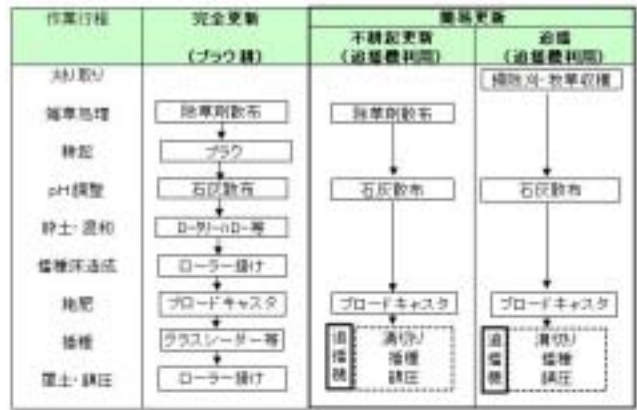 作業行程 完全更新 簡易更新
(プラウ耕) 不耕起更新 追播
(追播機利用) (追播機利用)
刈り取り 掃除刈・牧草収穫
雑草処理 除草剤散布 除草剤散布
耕起 プラウ
pH調整 石灰散布 石灰散布 石灰散布
砕土・混和 ロータリーハロー等
播種床造成 ローラー掛け
施肥 ブロードキャスタ ブロードキャスタ ブロードキャスタ
播種 グラスシーダー等 追播機 溝切り 播種 鎮圧 追播機 溝切り 播種 鎮圧
覆土・鎮圧 ローラー掛け